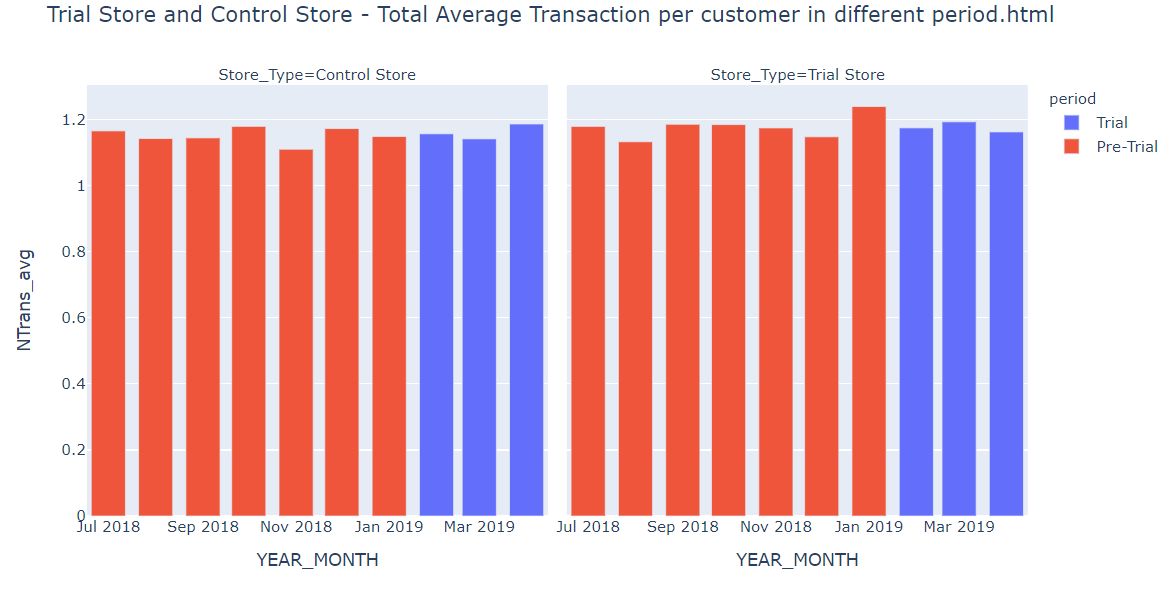 Trial Store and Control Store - Total Average Transaction per customer in different period.html
Store_Type=Control Store
Store_Type=Trial Store
period
Trial
Pre-Trial
NTrans_avg
1.2
1
0.8
0.6
0.4
0.2
0
Jul 2018 Sep 2018 Nov 2018 Jan 2019 Mar 2019
Jul 2018 Sep 2018 Nov 2018 Jan 2019 Mar 2019
YEAR_MONTH
YEAR_MONTH